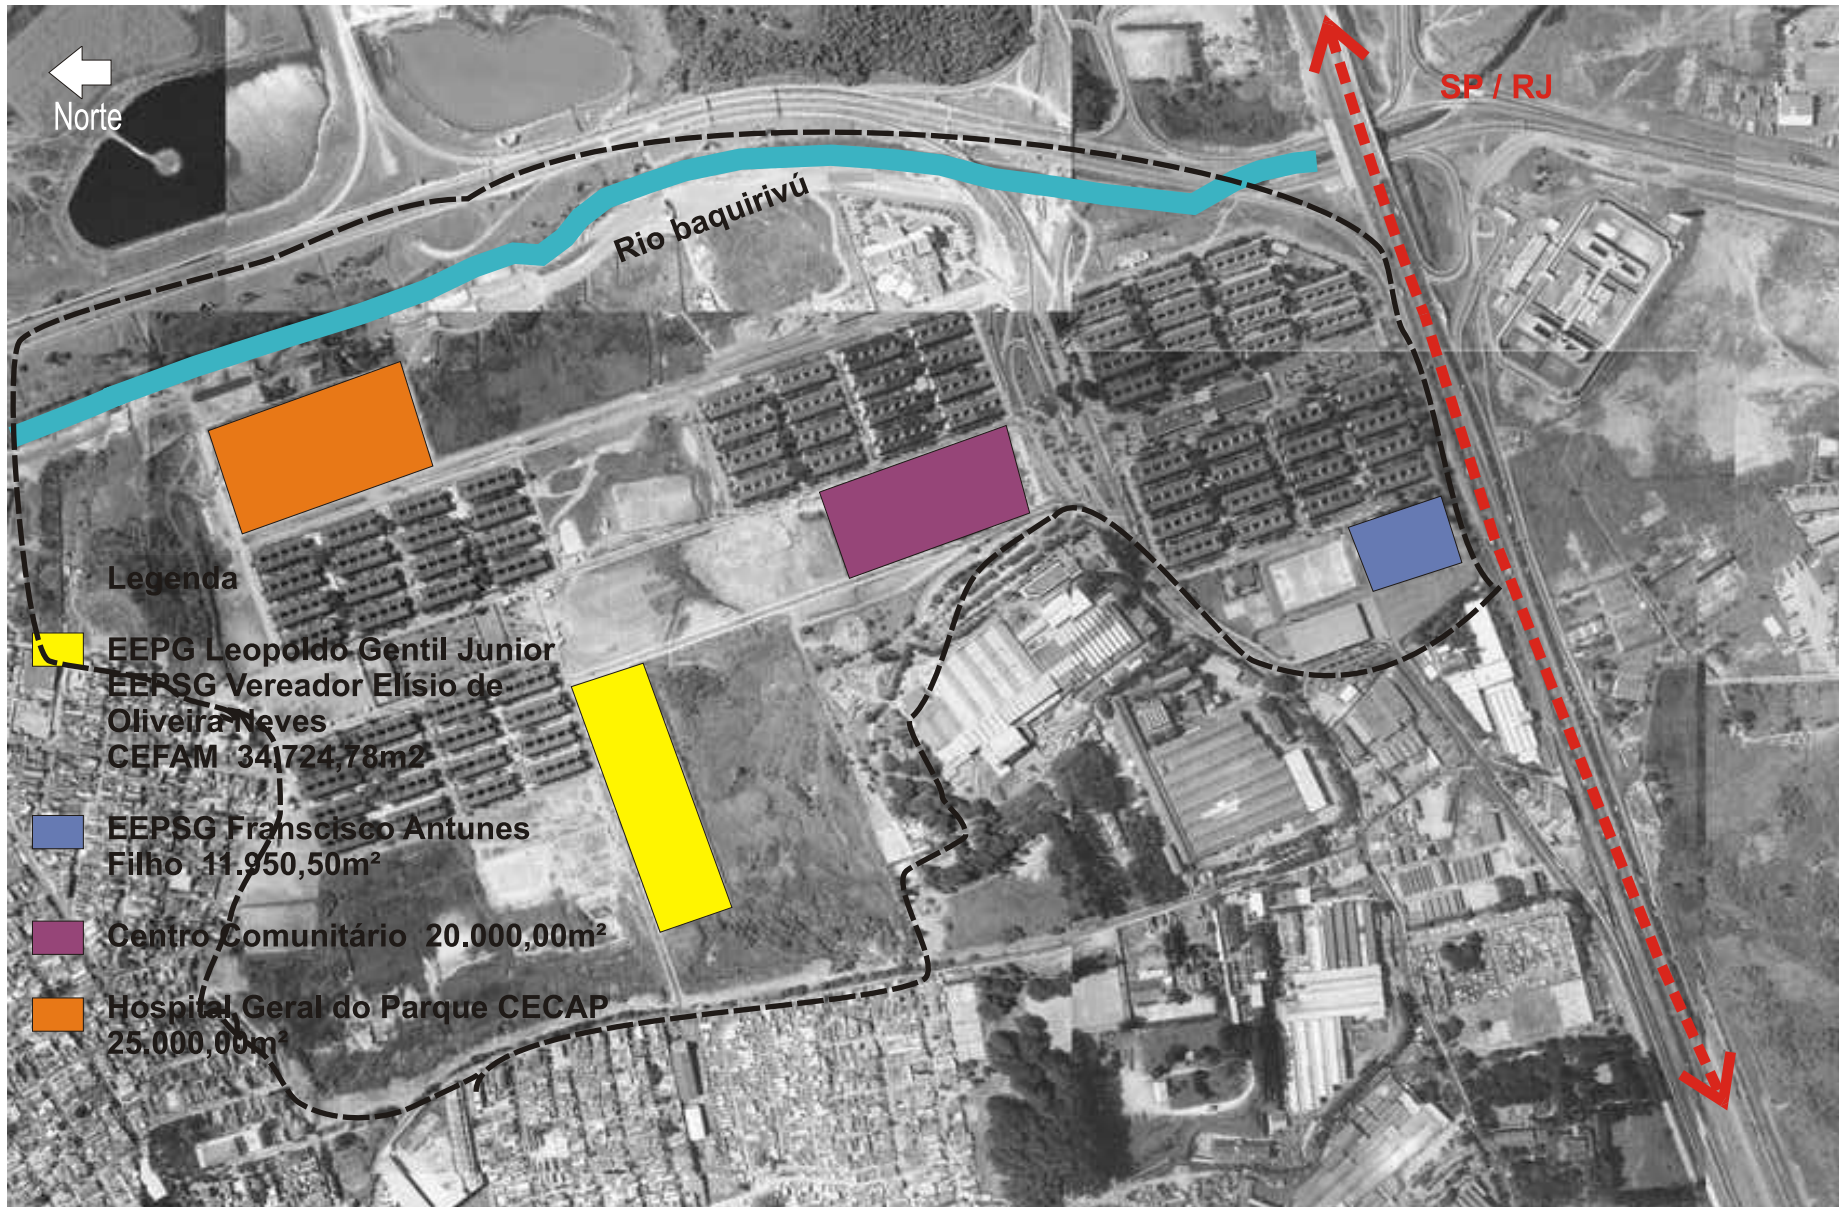 Norte
SP / RJ
Rio baquirivú
Legenda
EEPG Leopoldo Gentil Junior
EEPSG Vereador Elísio de
Oliveira Neves
CEFAM 34.724,78m2
EEPSG Franscisco Antunes
Filho 11.950,50m²
Centro Comunitário 20.000,00m²
Hospital Geral do Parque CECAP
25.000,00m²